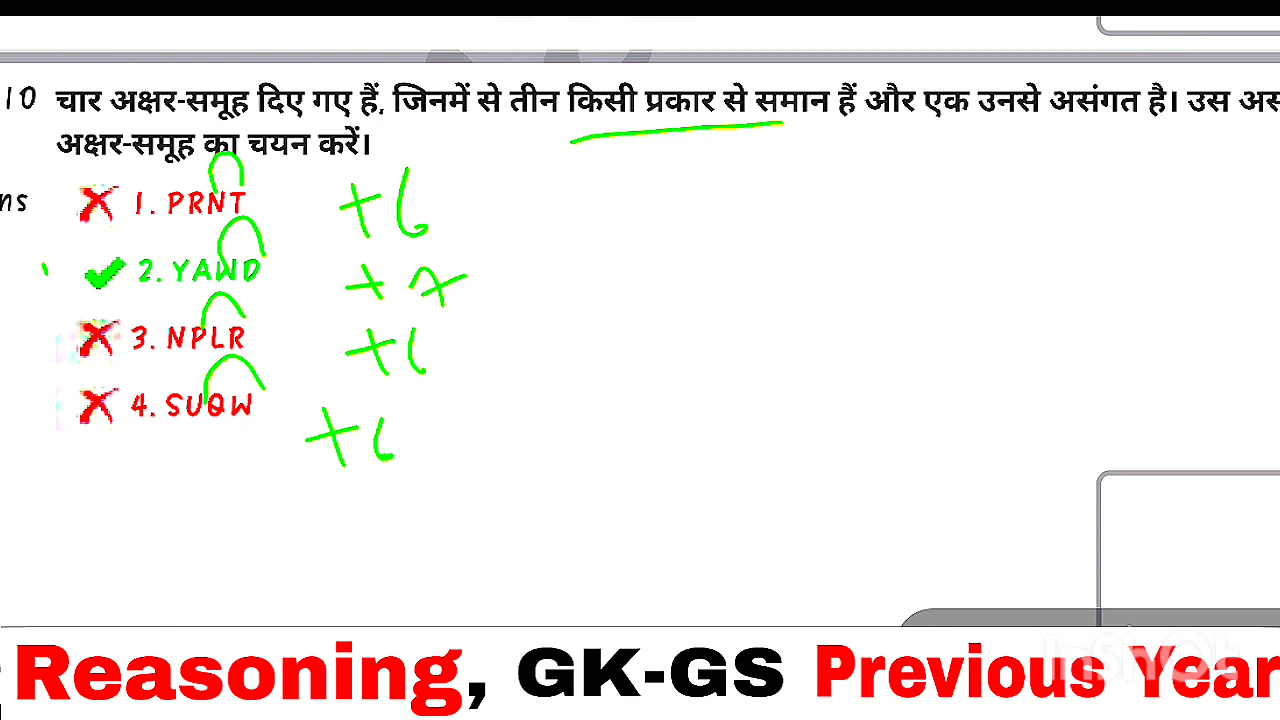 10 चार अक्षर-समूह दिए गए हैं, जिनमें से तीन किसी प्रकार से समान हैं और एक उनसे असंगत है। उस अस
अक्षर-समूह का चयन करें।
ns
1. PRNT +6
2. YAWD +7
3. NPLR +6
4. SUQW +6
Reasoning, GK-GS Previous Year
InShOt